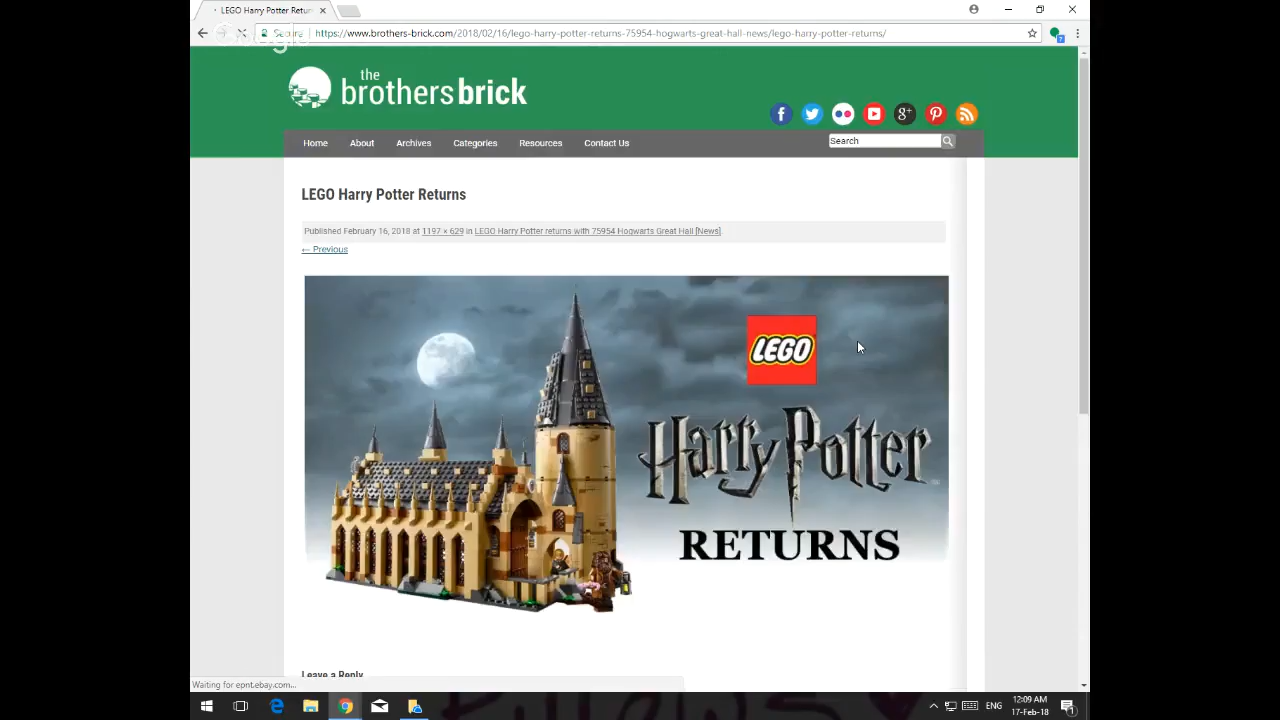 LEGO Harry Potter Return
Secure https://www.brothers-brick.com/2018/02/16/lego-harry-potter-returns-75954-hogwarts-great-hall-news/lego-harry-potter-returns/
the
brothers brick
Home About Archives Categories Resources Contact Us Search
LEGO Harry Potter Returns
Published February 16, 2018 at 1197 × 629 in LEGO Harry Potter returns with 75954 Hogwarts Great Hall [News].
← Previous
LEGO
Harry Potter
RETURNS
Leave a Reply
Waiting for epnt.ebay.com...
ENG
12:09 AM
17-Feb-18